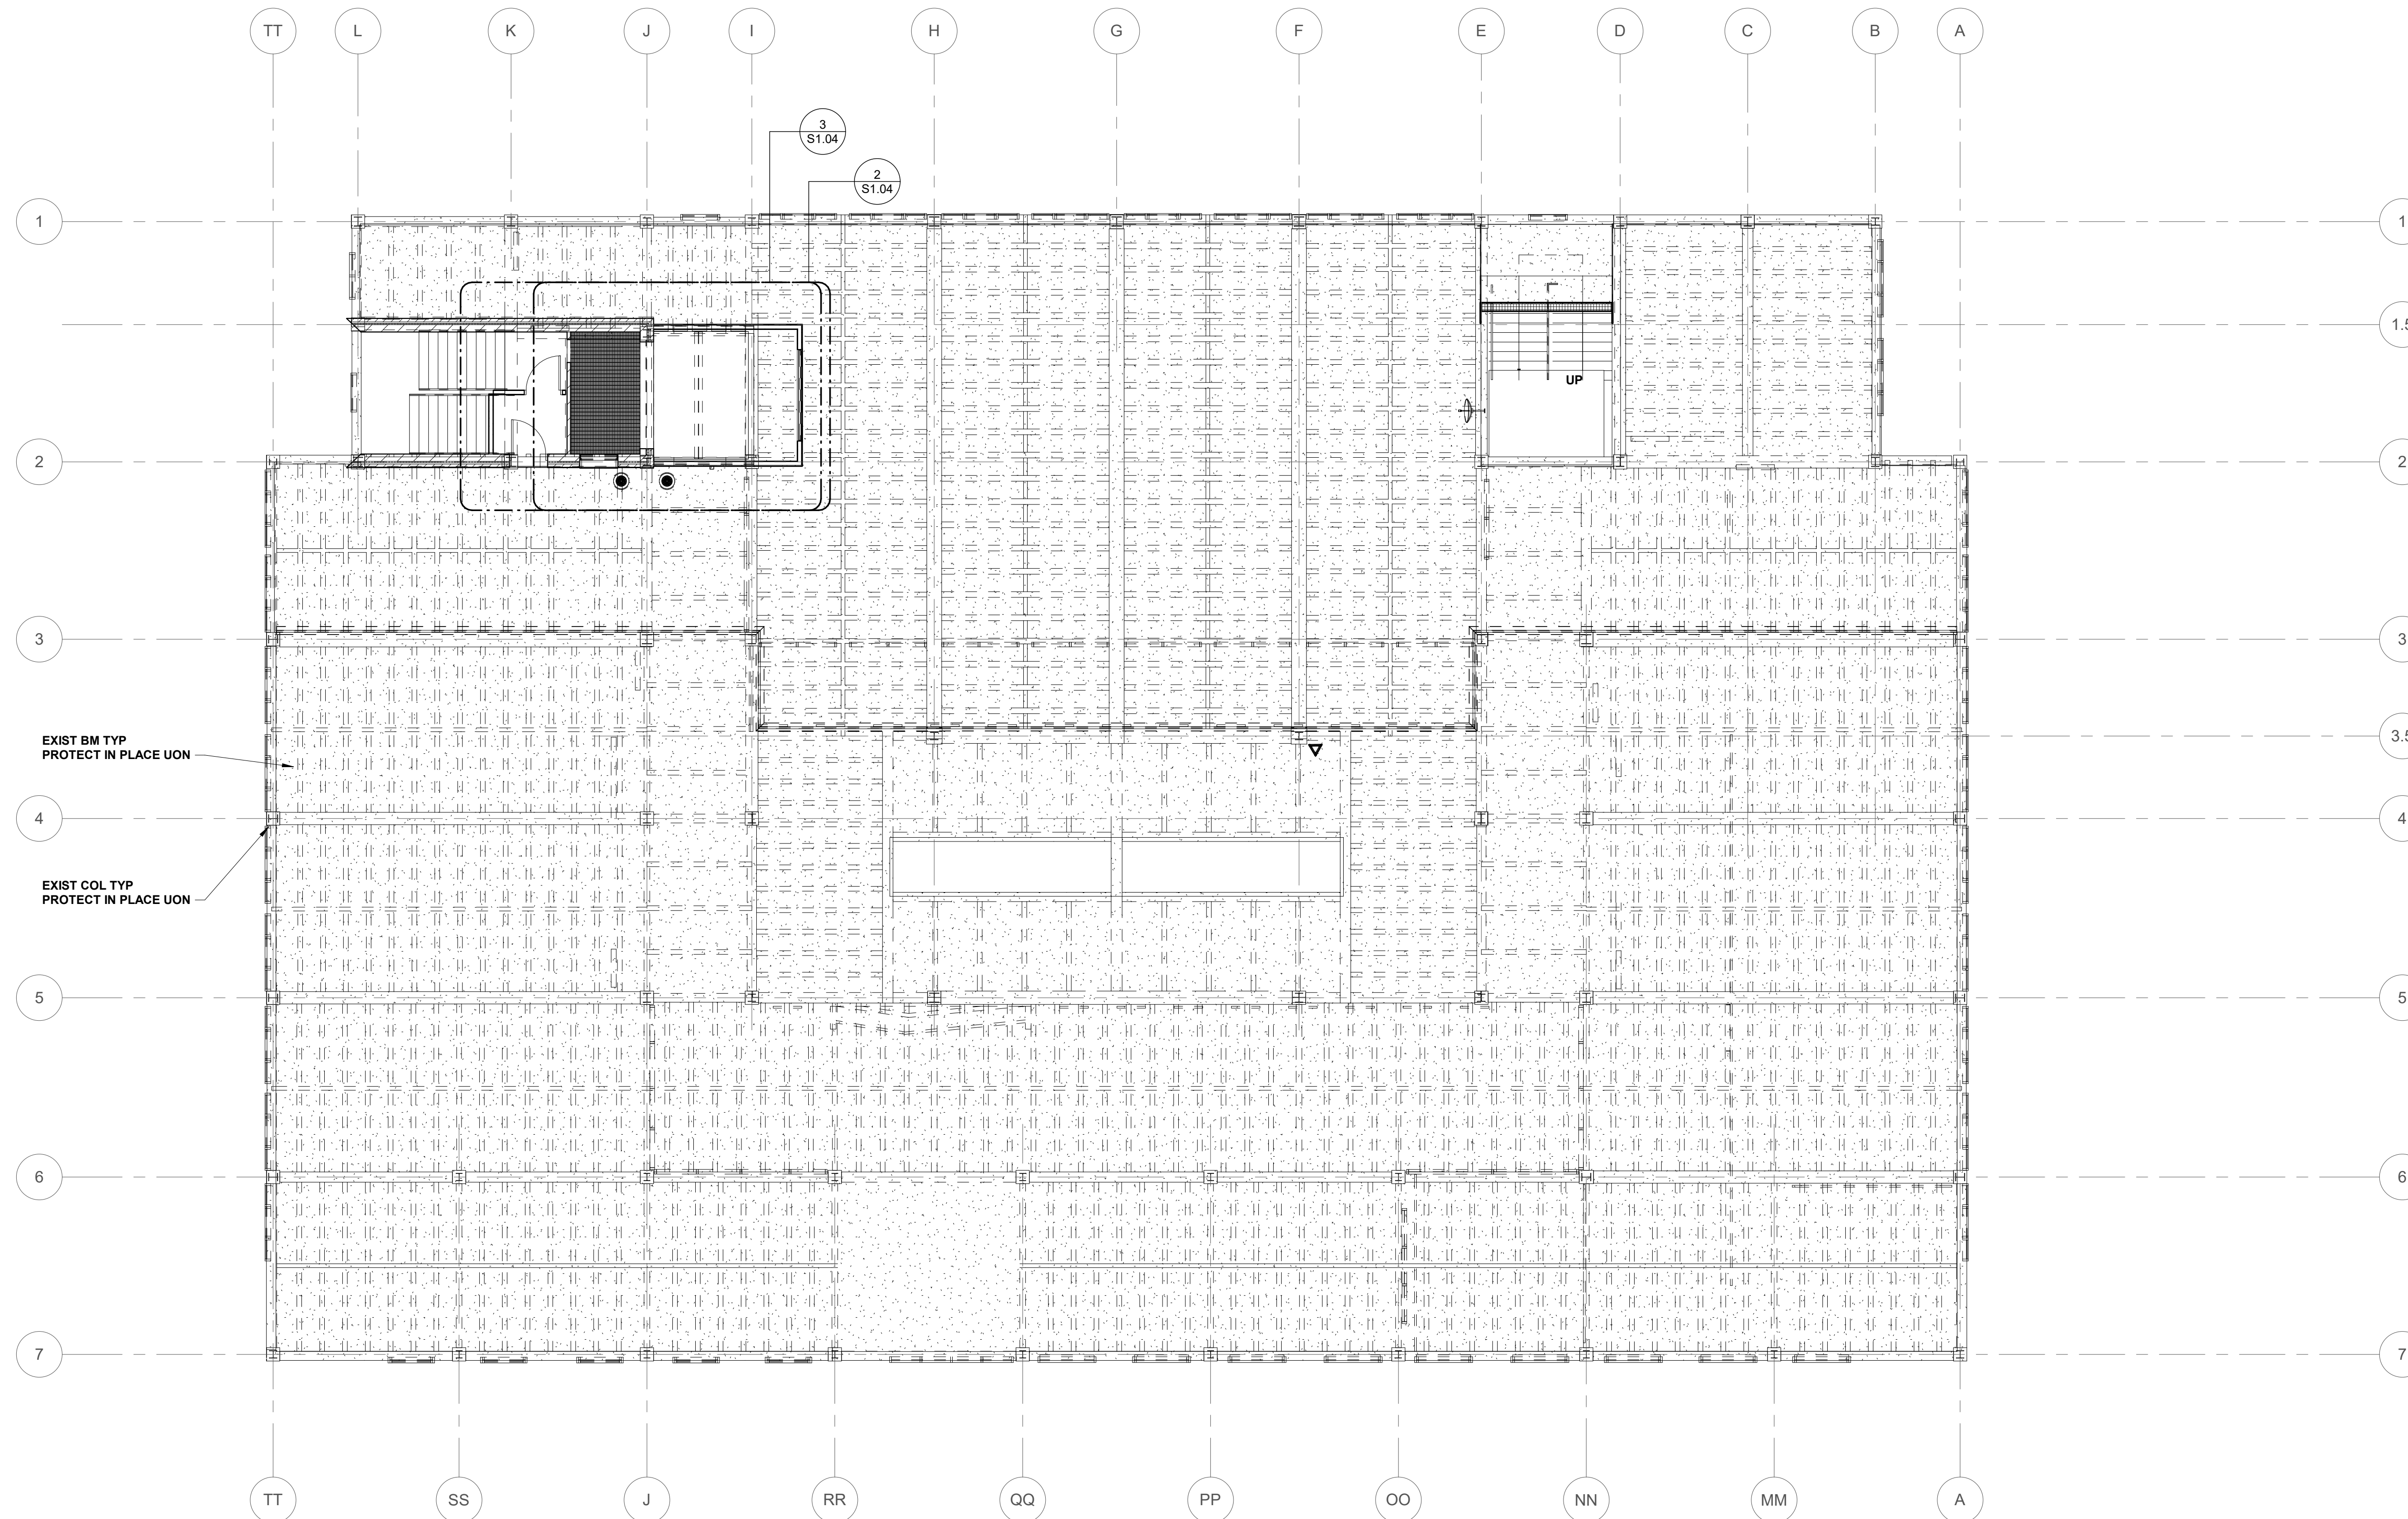 TT L K J I H G F E D C B A
3
S1.04
2
S1.04
1 1
1.5
UP
2 2
3 3
EXIST BM TYP
PROTECT IN PLACE UON
3.5
4 4
EXIST COL TYP
PROTECT IN PLACE UON
5 5
6 6
7 7
TT SS J RR QQ PP OO NN MM A